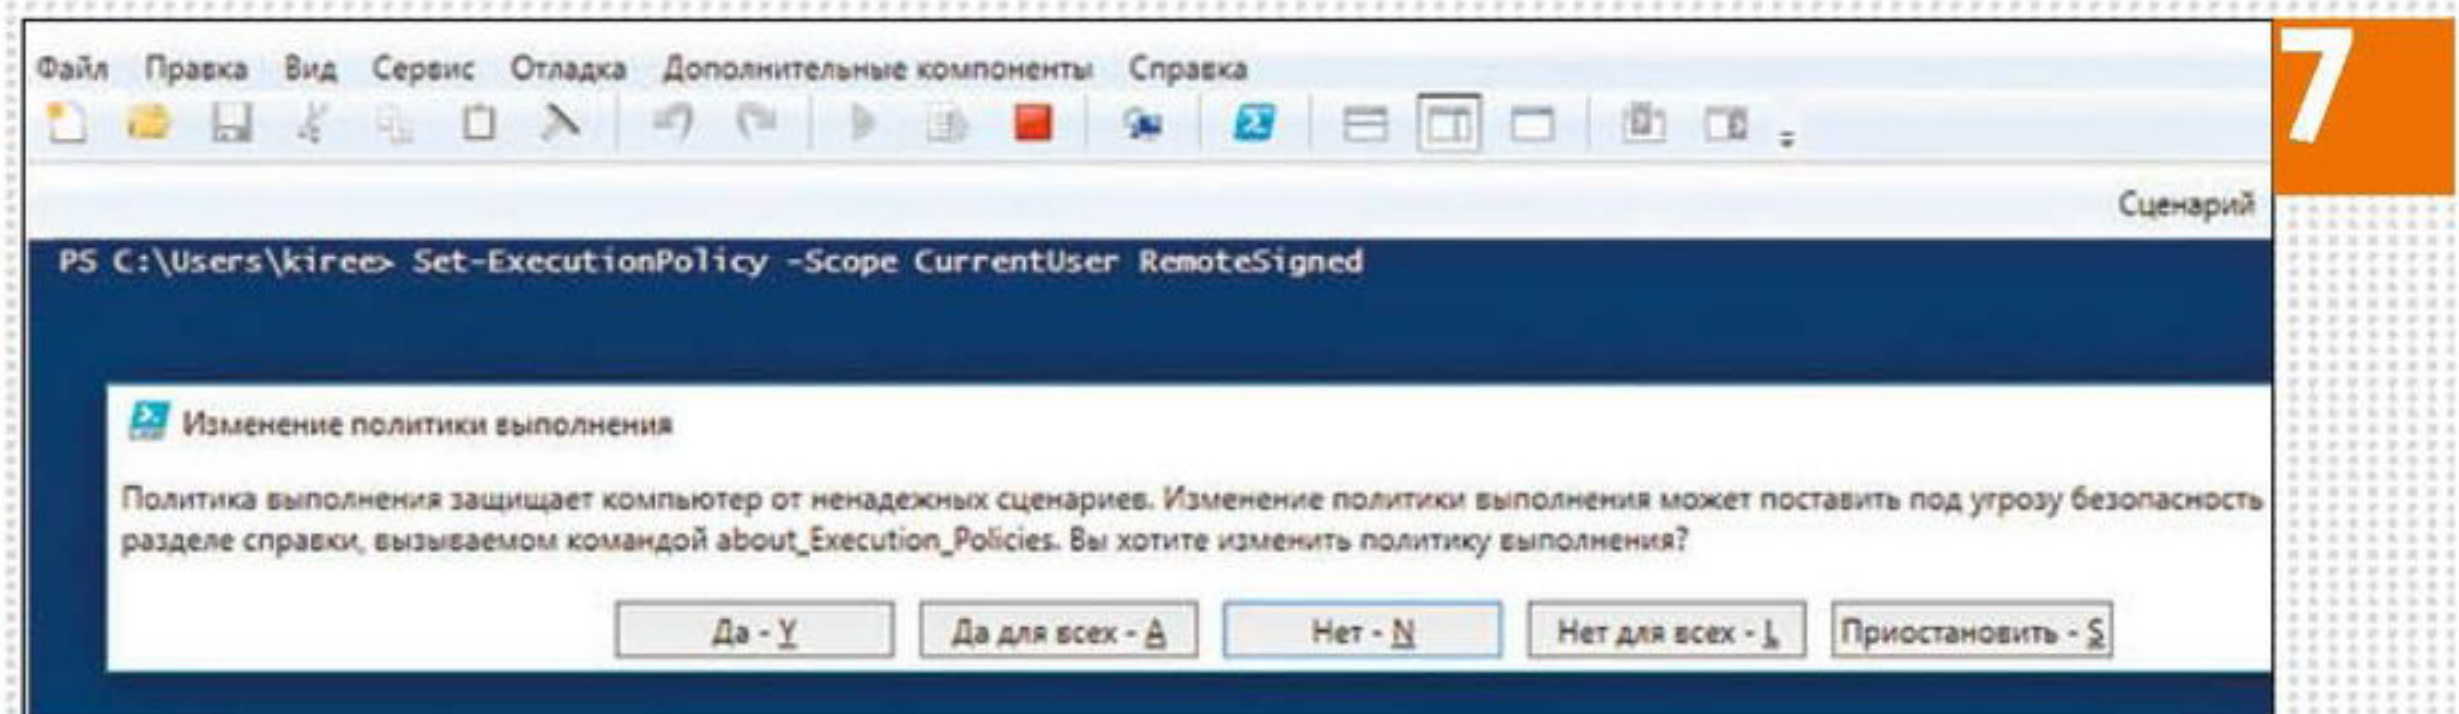 7
Файл Правка Вид Сервис Отладка Дополнительные компоненты Справка
Сценарий
PS C:\Users\kiree> Set-ExecutionPolicy -Scope CurrentUser RemoteSigned
Изменение политики выполнения
Политика выполнения защищает компьютер от ненадежных сценариев. Изменение политики выполнения может поставить под угрозу безопасность
разделе справки, вызываемом командой about_Execution_Policies. Вы хотите изменить политику выполнения?
Да - Y Да для всех - A Нет - N Нет для всех - L Приостановить - S